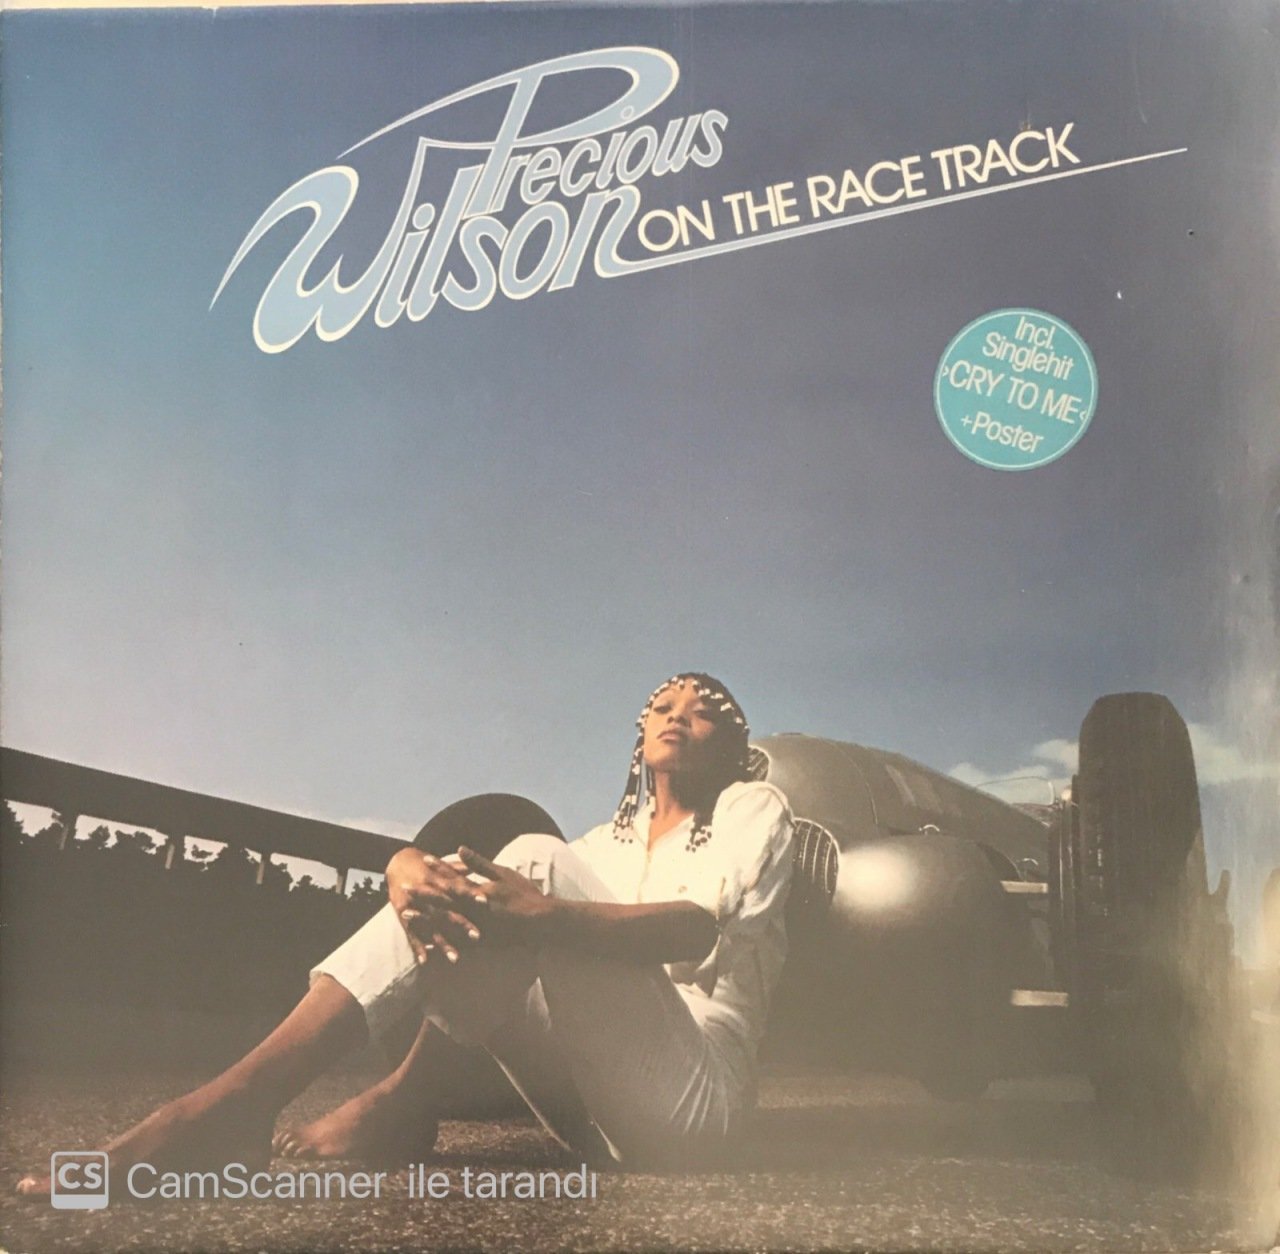 Precious
Wilson ON THE RACE TRACK
Incl.
Singlehit
›CRY TO ME‹
+Poster
CS CamScanner ile tarandı